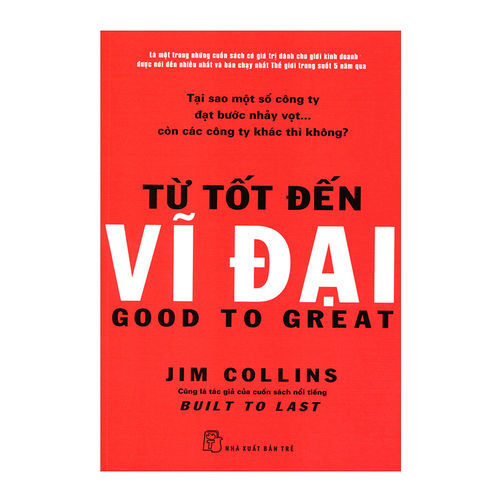 Là một trong những cuốn sách có giá trị dành cho giới kinh doanh
được nói đến nhiều nhất và bán chạy nhất Thế giới trong suốt 5 năm qua
Tại sao một số công ty
đạt bước nhảy vọt...
còn các công ty khác thì không?
TỪ TỐT ĐẾN
VĨ ĐẠI
GOOD TO GREAT
JIM COLLINS
Cũng là tác giả của cuốn sách nổi tiếng
BUILT TO LAST
NHÀ XUẤT BẢN TRẺ